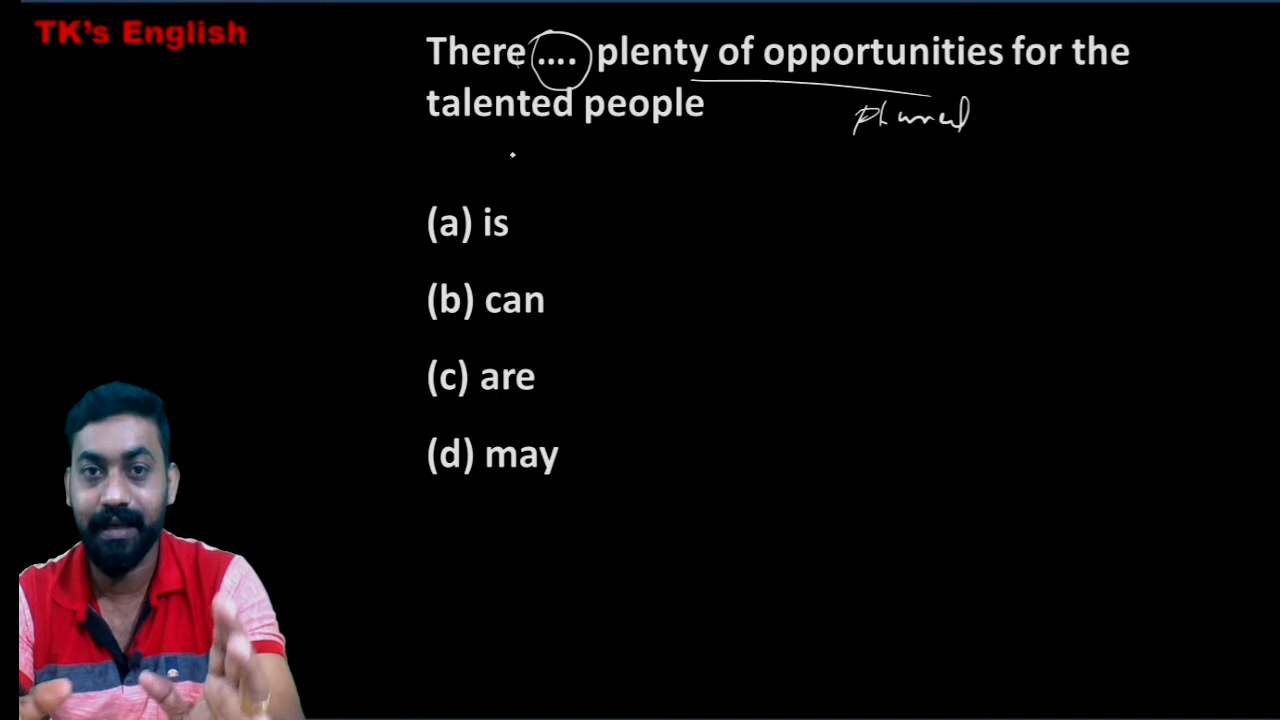 TK's English
There .... plenty of opportunities for the
talented people
plural
(a) is
(b) can
(c) are
(d) may